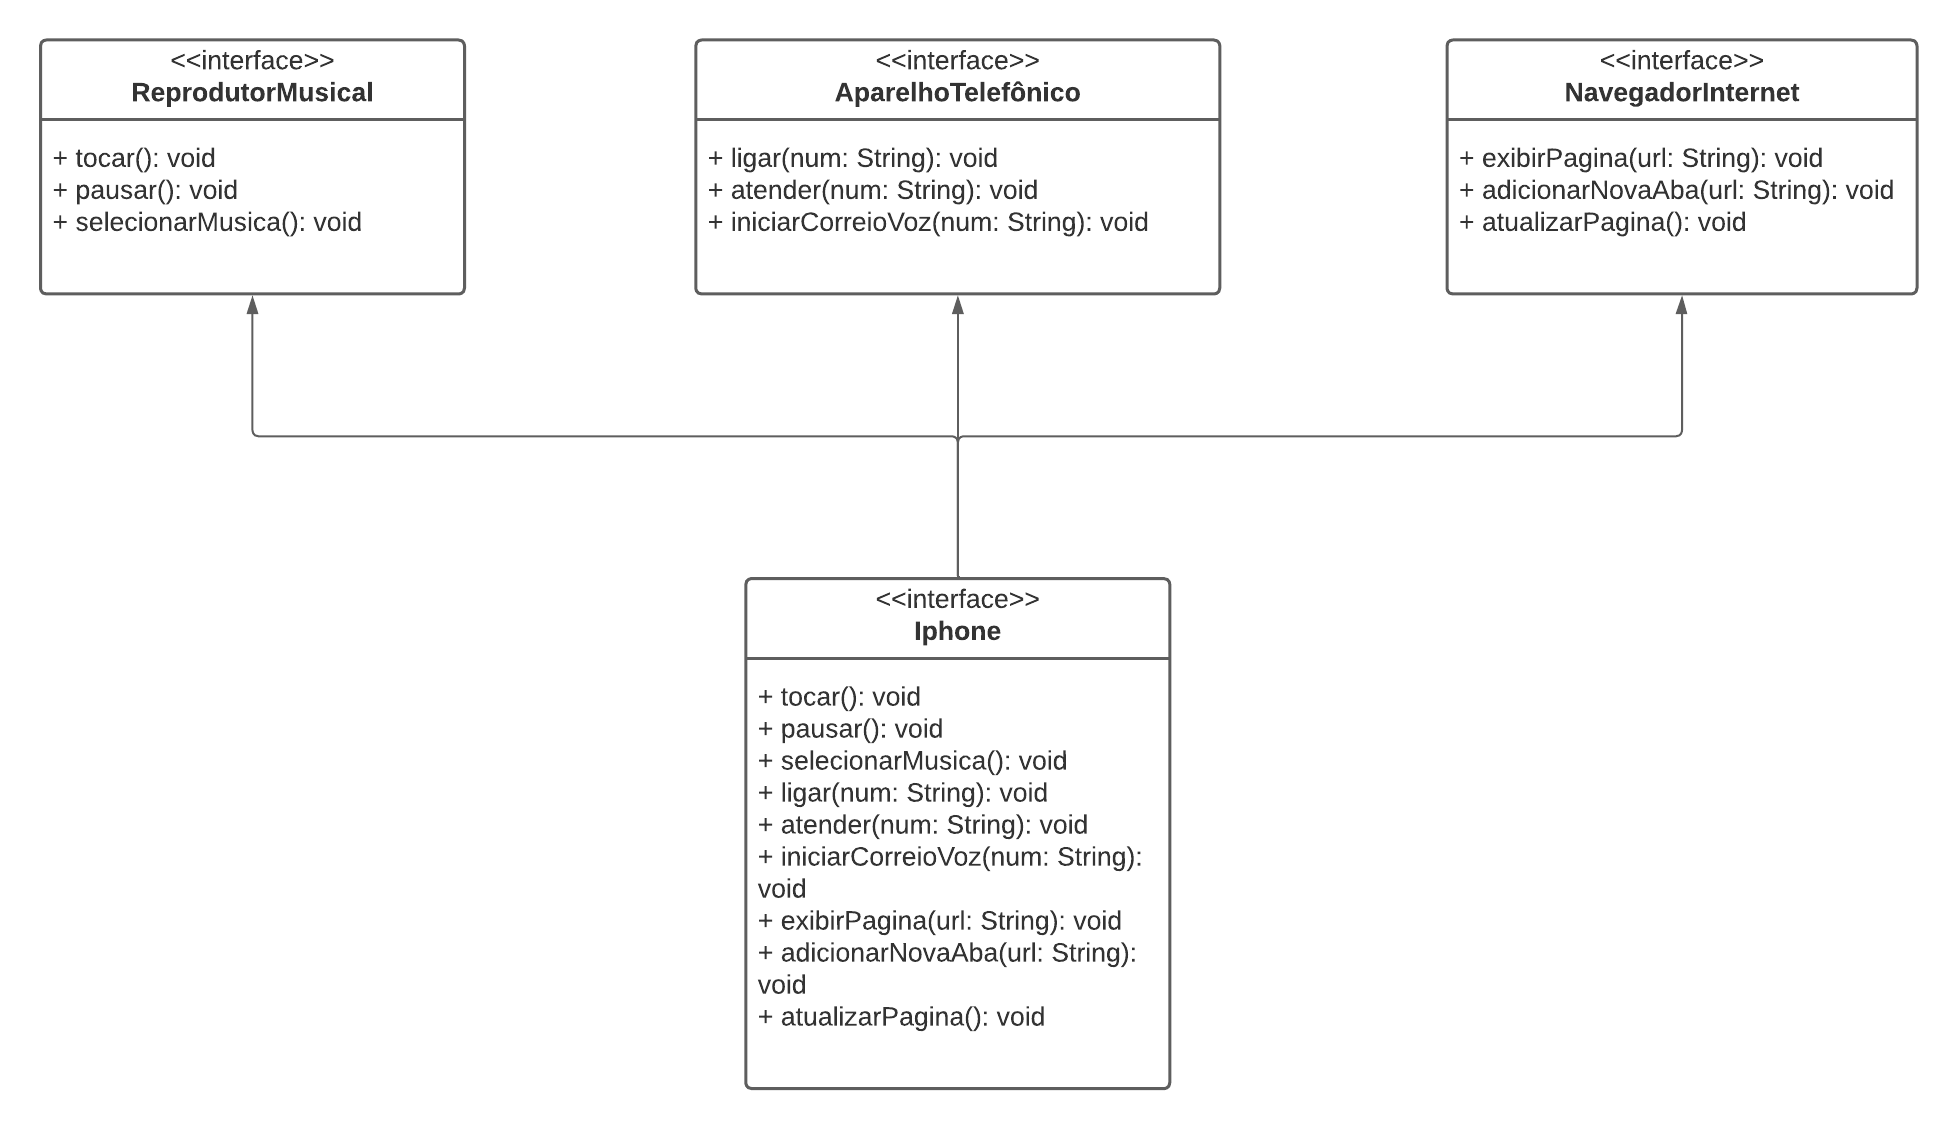 <<interface>>
ReprodutorMusical
+ tocar(): void
+ pausar(): void
+ selecionarMusica(): void
<<interface>>
AparelhoTelefônico
+ ligar(num: String): void
+ atender(num: String): void
+ iniciarCorreioVoz(num: String): void
<<interface>>
NavegadorInternet
+ exibirPagina(url: String): void
+ adicionarNovaAba(url: String): void
+ atualizarPagina(): void
<<interface>>
Iphone
+ tocar(): void
+ pausar(): void
+ selecionarMusica(): void
+ ligar(num: String): void
+ atender(num: String): void
+ iniciarCorreioVoz(num: String):
void
+ exibirPagina(url: String): void
+ adicionarNovaAba(url: String):
void
+ atualizarPagina(): void